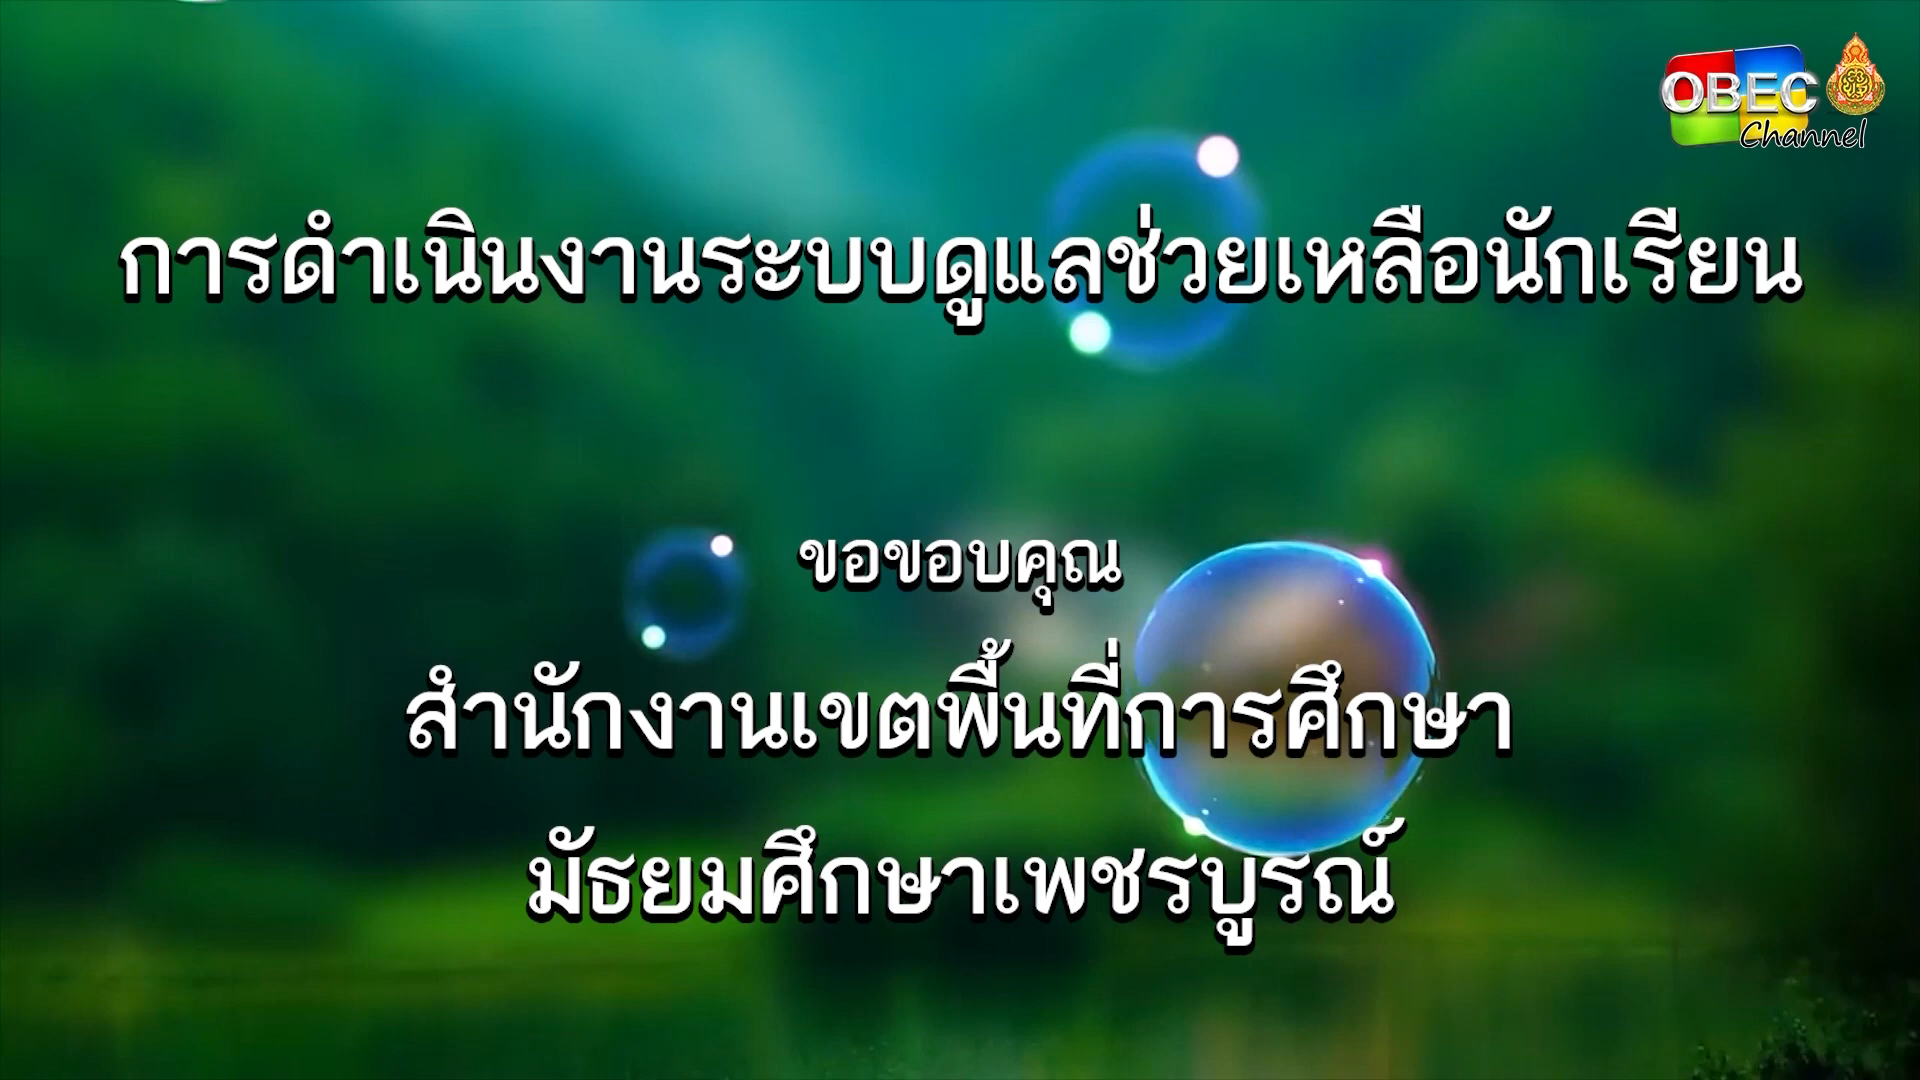 OBEC
Channel
การดำเนินงานระบบดูแลช่วยเหลือนักเรียน
ขอขอบคุณ
สำนักงานเขตพื้นที่การศึกษา
มัธยมศึกษาเพชรบูรณ์